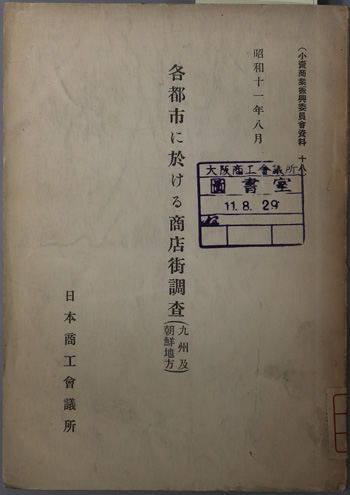 (小賣商業振興委員會資料 十八)
昭和十一年八月
各都市に於ける商店街調査(九州及朝鮮地方)
日本商工會議所
大阪商工會議所
圖書室
11.8.29